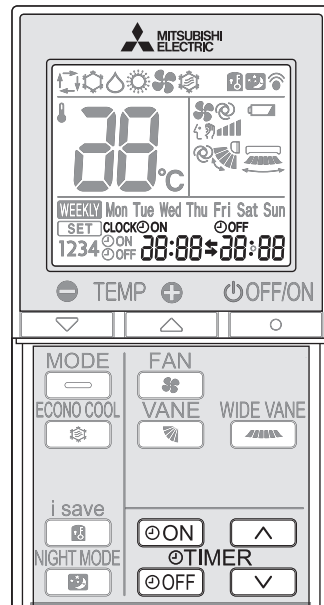 MITSUBISHI
ELECTRIC
88 °C
WEEKLY Mon Tue Wed Thu Fri Sat Sun
SET CLOCK ON OFF
1234 ON OFF 88:88 88:88
TEMP OFF/ON
MODE FAN
ECONO COOL VANE WIDE VANE
i save
ON
NIGHT MODE TIMER
OFF